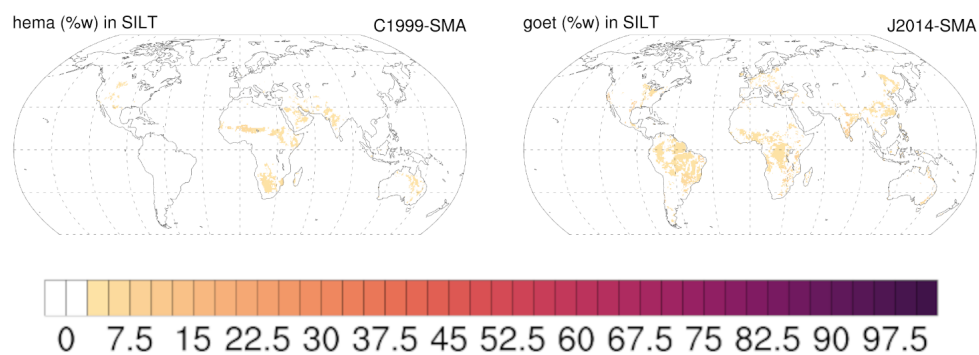 hema (%w) in SILT
C1999-SMA
goet (%w) in SILT
J2014-SMA
0 7.5 15 22.5 30 37.5 45 52.5 60 67.5 75 82.5 90 97.5